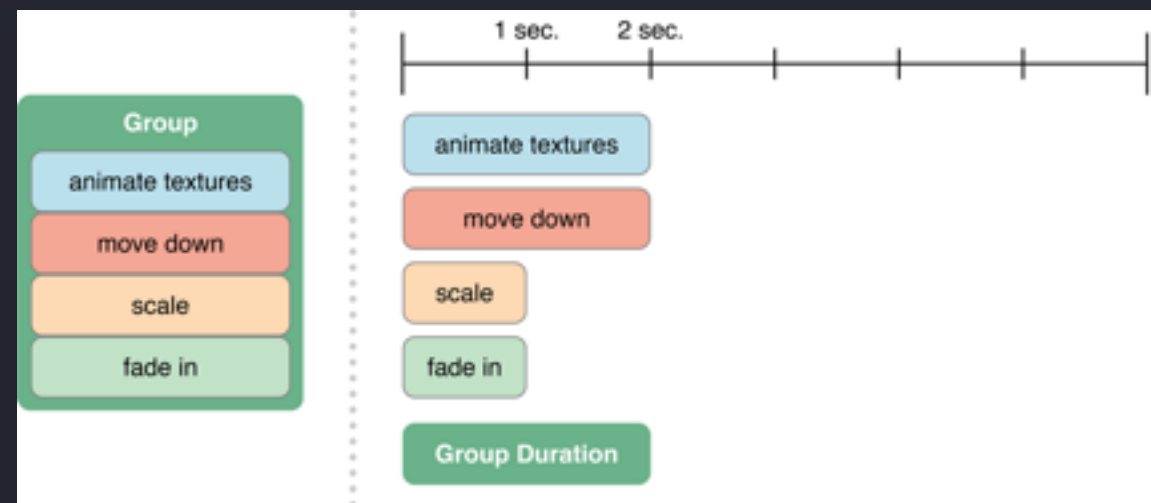 1 sec. 2 sec.
Group
animate textures
move down
scale
fade in
animate textures
move down
scale
fade in
Group Duration